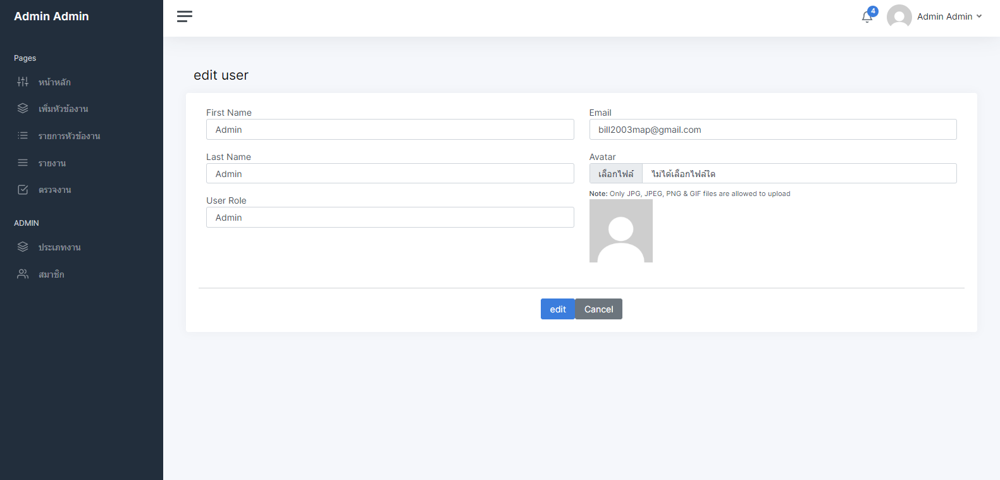 Admin Admin
4
Admin Admin
Pages
หน้าหลัก
เพิ่มหัวข้องาน
รายการหัวข้องาน
รายงาน
ตรวจงาน
ADMIN
ประเภทงาน
สมาชิก
edit user
First Name
Admin
Last Name
Admin
User Role
Admin
Email
bill2003map@gmail.com
Avatar
เลือกไฟล์ ไม่ได้เลือกไฟล์ใด
Note: Only JPG, JPEG, PNG & GIF files are allowed to upload
edit Cancel